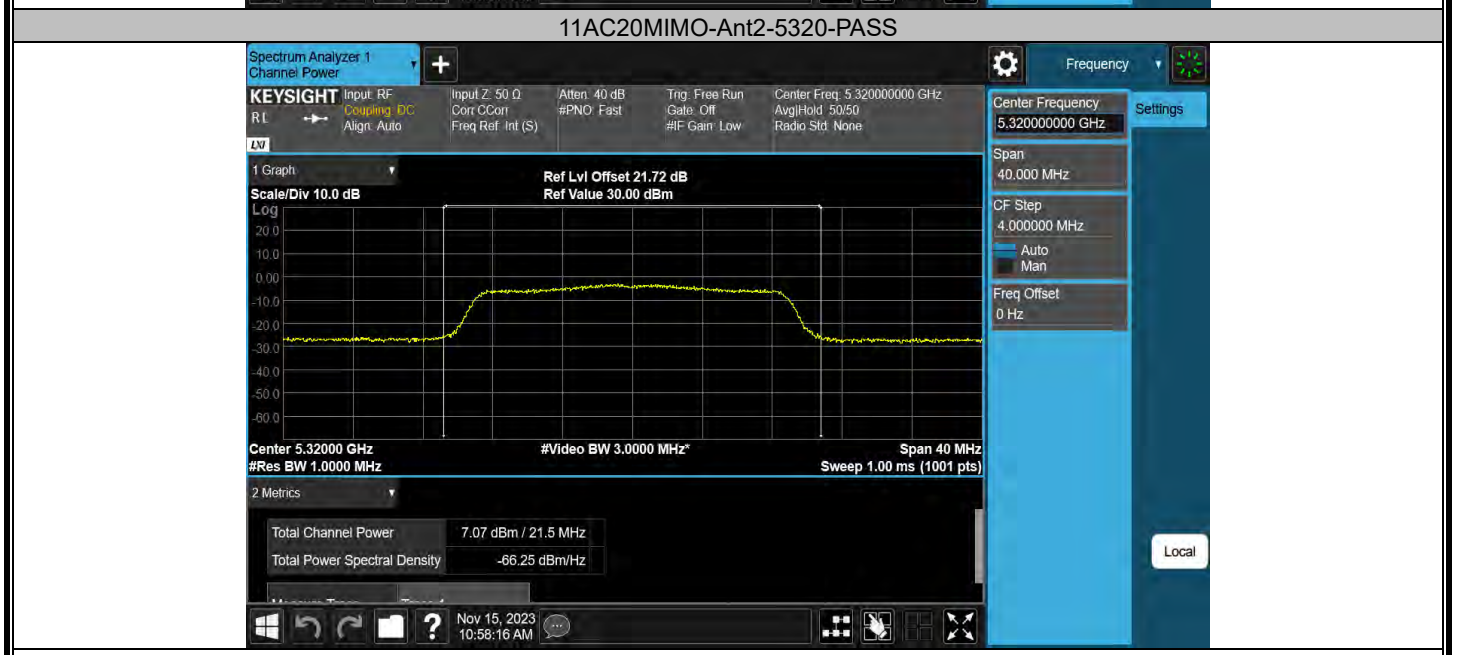 11AC20MIMO-Ant2-5320-PASS
Spectrum Analyzer 1
Channel Power
Frequency
KEYSIGHT
RL
LXI
Input: RF
Coupling: DC
Align: Auto
Input Z: 50 Ω
Corr CCorr
Freq Ref: Int (S)
Atten: 40 dB
#PNO: Fast
Trig: Free Run
Gate: Off
#IF Gain: Low
Center Freq: 5.320000000 GHz
Avg|Hold: 50/50
Radio Std: None
Center Frequency
5.320000000 GHz
Settings
Span
40.000 MHz
CF Step
4.000000 MHz
Auto
Man
Freq Offset
0 Hz
Local
1 Graph
Scale/Div 10.0 dB
Ref Lvl Offset 21.72 dB
Ref Value 30.00 dBm
Log
20.0
10.0
0.00
-10.0
-20.0
-30.0
-40.0
-50.0
-60.0
Center 5.32000 GHz
#Video BW 3.0000 MHz*
Span 40 MHz
#Res BW 1.0000 MHz
Sweep 1.00 ms (1001 pts)
2 Metrics
Total Channel Power 7.07 dBm / 21.5 MHz
Total Power Spectral Density -66.25 dBm/Hz
?
Nov 15, 2023
10:58:16 AM